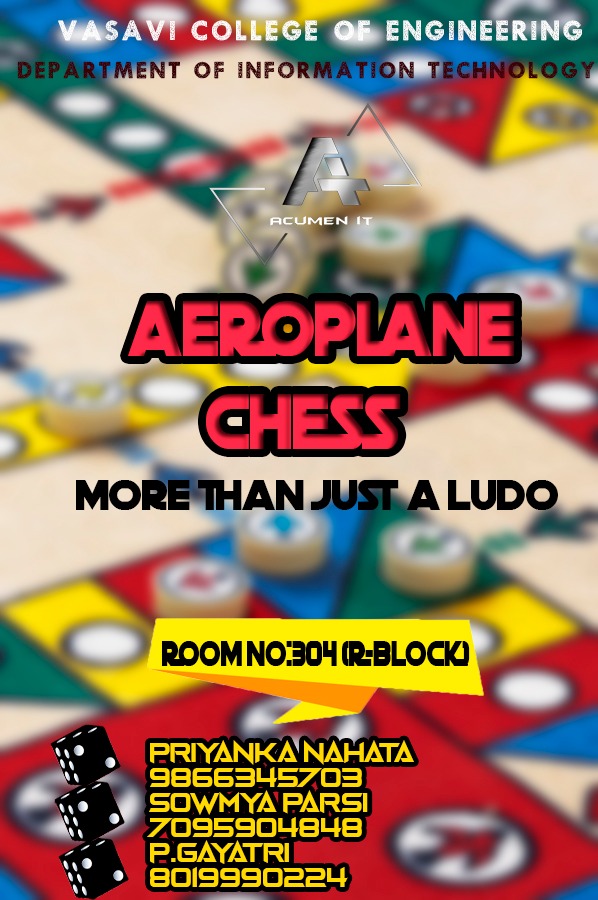 VASAVI COLLEGE OF ENGINEERING
DEPARTMENT OF INFORMATION TECHNOLOGY
A
ACUMEN IT
AEROPLANE
CHESS
MORE THAN JUST A LUDO
ROOM NO:304 (R-BLOCK)
PRIYANKA NAHATA
9866345703
SOWMYA PARSI
7095904848
P.GAYATRI
8019990224